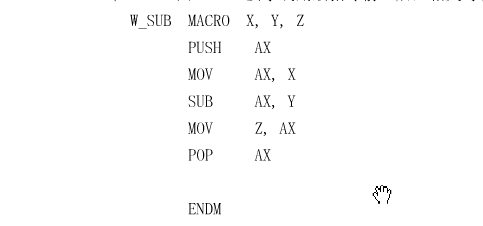 W_SUB MACRO X, Y, Z
PUSH AX
MOV AX, X
SUB AX, Y
MOV Z, AX
POP AX
ENDM